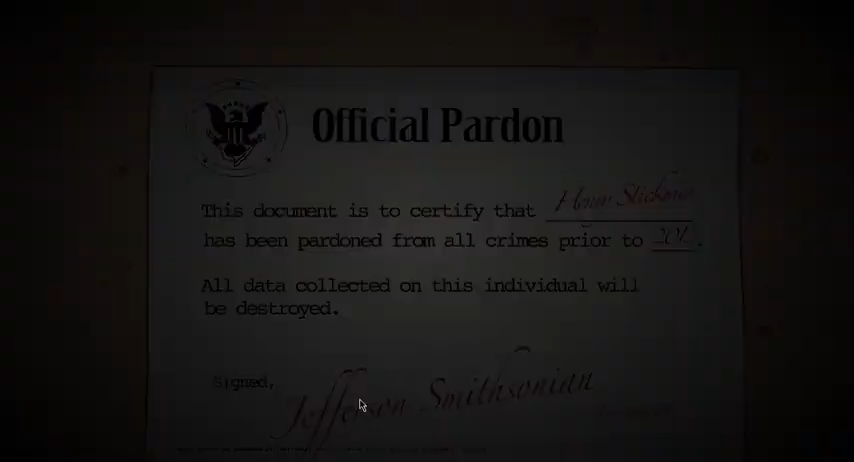 Official Pardon
This document is to certify that Henry Stickmin
has been pardoned from all crimes prior to
All data collected on this individual will
be destroyed.
Signed,
Jefferson Smithsonian